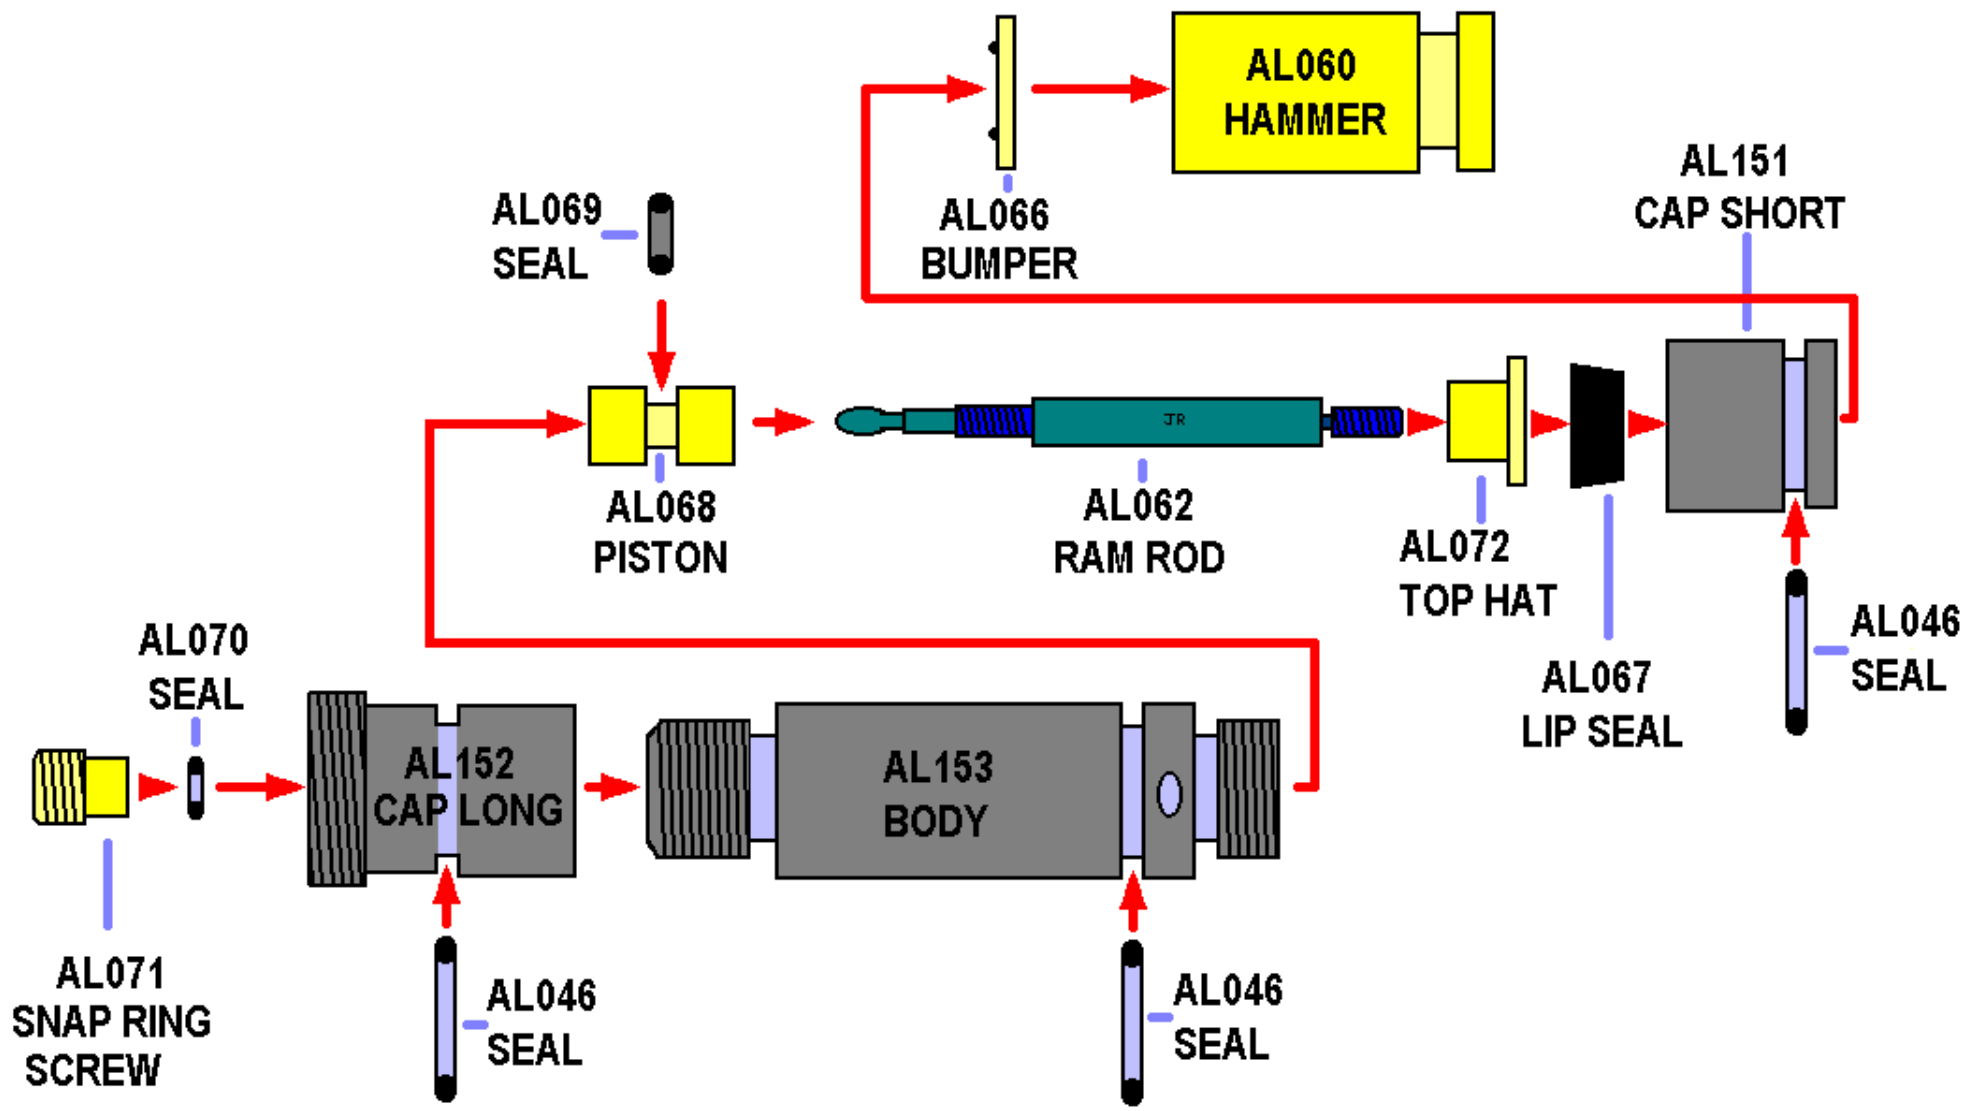 AL060
HAMMER
AL151
CAP SHORT
AL069
SEAL
AL066
BUMPER
JR
AL068
PISTON
AL062
RAM ROD
AL072
TOP HAT
AL067
LIP SEAL
AL046
SEAL
AL070
SEAL
AL152
CAP LONG
AL153
BODY
AL071
SNAP RING
SCREW
AL046
SEAL
AL046
SEAL